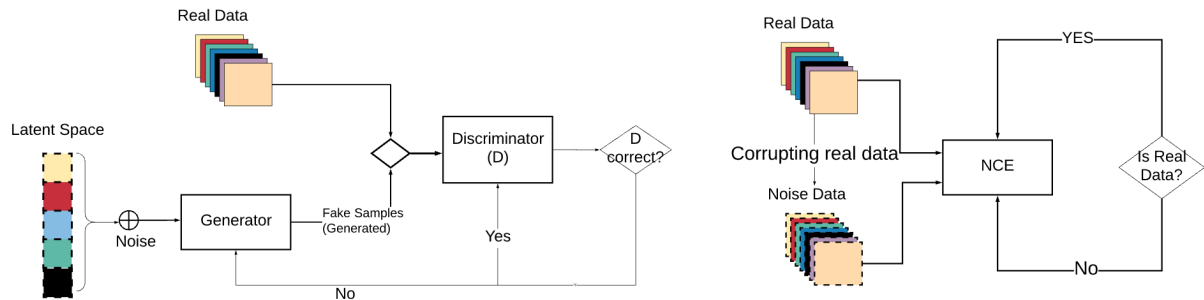 Real Data
Latent Space
Noise
Generator
Fake Samples
(Generated)
Discriminator
(D)
D
correct?
Yes
No
Real Data
Corrupting real data
Noise Data
NCE
YES
Is Real
Data?
No